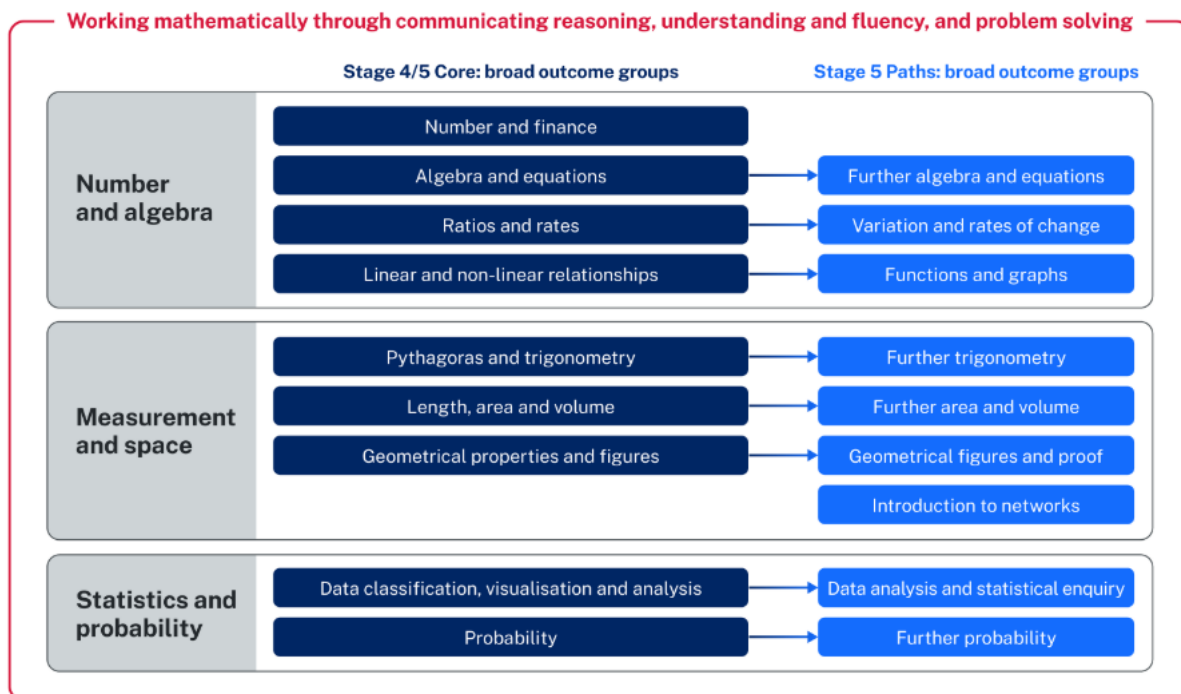 Working mathematically through communicating reasoning, understanding and fluency, and problem solving
Stage 4/5 Core: broad outcome groups
Stage 5 Paths: broad outcome groups
Number
and algebra
Number and finance
Algebra and equations
Further algebra and equations
Ratios and rates
Variation and rates of change
Linear and non-linear relationships
Functions and graphs
Measurement
and space
Pythagoras and trigonometry
Further trigonometry
Length, area and volume
Further area and volume
Geometrical properties and figures
Geometrical figures and proof
Introduction to networks
Statistics and
probability
Data classification, visualisation and analysis
Data analysis and statistical enquiry
Probability
Further probability